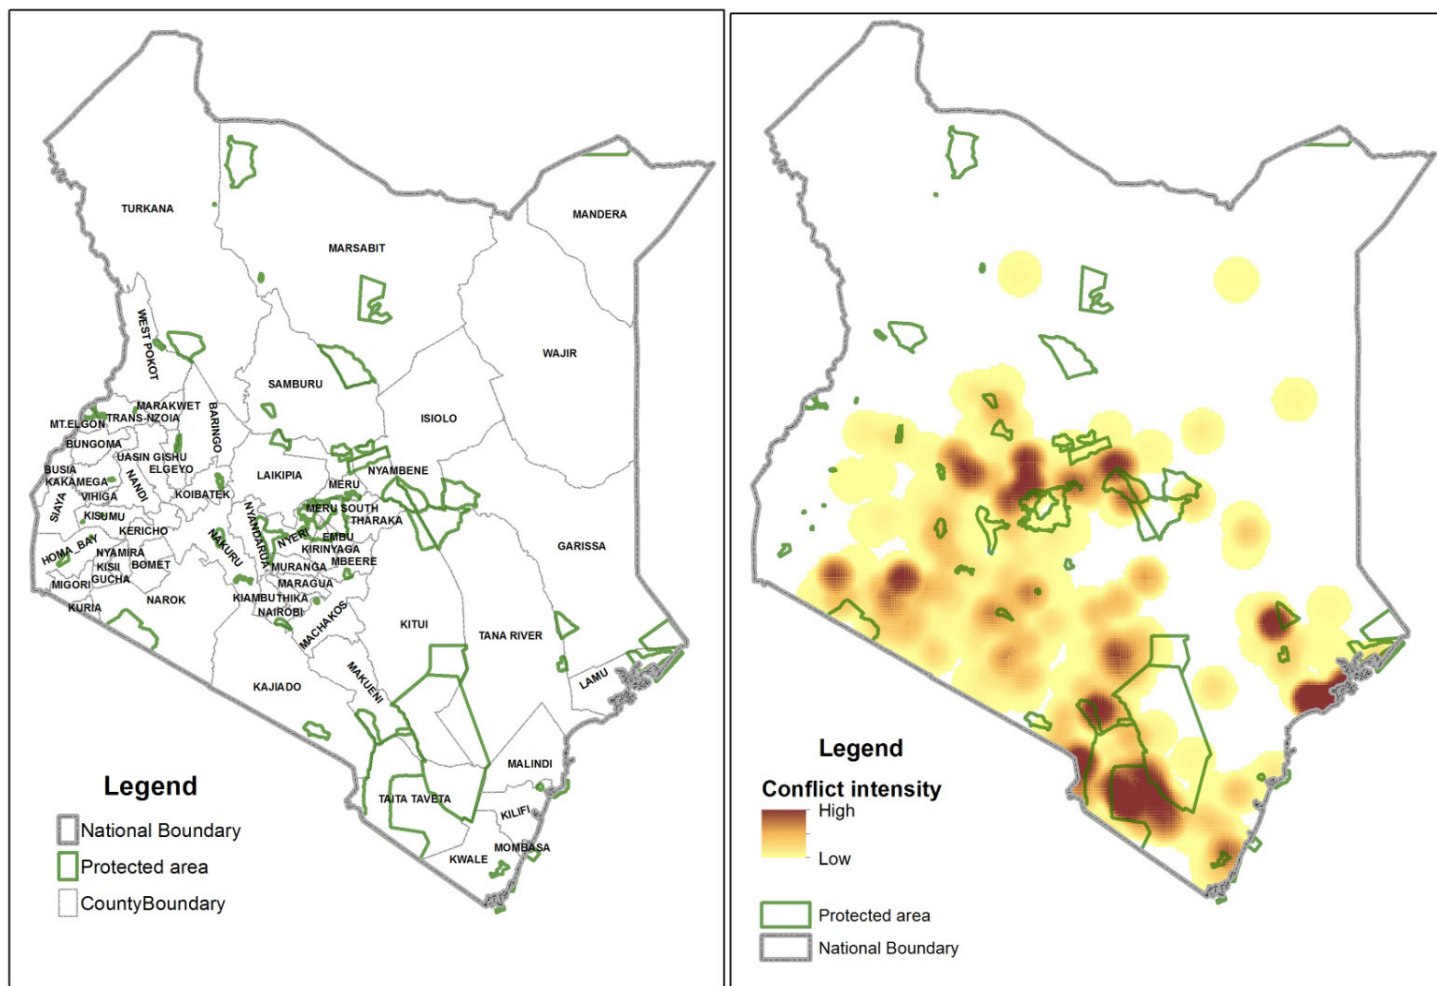 TURKANA
MANDERA
MARSABIT
WEST POKOT
WAJIR
SAMBURU
MARAKWET
TRANS-NZOIA
BARINGO
MT.ELGON
ISIOLO
BUNGOMA
UASIN GISHU
ELGEYO
BUSIA
KAKAMEGA
NANDI
LAIKIPIA
NYAMBENE
MERU
SIAYA
VIHIGA
KOIBATEK
KISUMU
NYANDARUA
MERU SOUTH
THARAKA
KERICHO
NAKURU
NYERI
EMBU
HOMA_BAY
NYAMIRA
KIRINYAGA
GARISSA
KISII
BOMET
MBEERE
MURANGA
GUCHA
MIGORI
MARAGUA
NAROK
KIAMBU
THIKA
KURIA
NAIROBI
MACHAKOS
KITUI
TANA RIVER
LAMU
KAJIADO
MAKUENI
MALINDI
TAITA TAVETA
KILIFI
MOMBASA
KWALE
Legend
National Boundary
Protected area
CountyBoundary
Legend
Conflict intensity
High
Low
Protected area
National Boundary